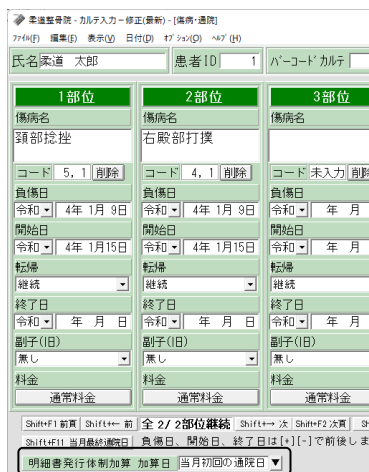 柔道整骨院 - カルテ入力 - 修正(最新) - [傷病・通院]
ファイル(F) 編集(E) 表示(V) 日付(D) オプション(O) ヘルプ(H)
氏名 柔道 太郎 患者ID 1 バーコードカルテ
1部位 2部位 3部位
傷病名 傷病名 傷病名
頚部捻挫 右殿部打撲
コード 5, 1 削除 コード 4, 1 削除 コード 未入力 削除
負傷日 負傷日 負傷日
令和 4年 1月 9日 令和 4年 1月 9日 令和 年 月
開始日 開始日 開始日
令和 4年 1月15日 令和 4年 1月15日 令和 年 月
転帰 転帰 転帰
継続 継続 継続
終了日 終了日 終了日
令和 年 月 日 令和 年 月 日 令和 年 月
副子(旧) 副子(旧) 副子(旧)
無し 無し 無し
料金 料金 料金
通常料金 通常料金 通常料金
Shift+F1 前頁 Shift+← 前 全 2/ 2部位継続 Shift+→ 次 Shift+F2 次頁
Shift+F11 当月最終通院日 負傷日、開始日、終了日は[+][-]で前後しま
明細書発行体制加算 加算日 当月初回の通院日 ▼